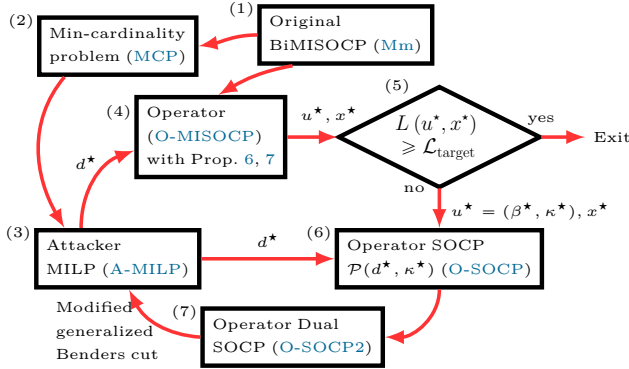 (1)
Original
BiMISOCP (Mm)
(2)
Min-cardinality
problem (MCP)
(4)
Operator
(O-MISOCP)
with Prop. 6, 7
u★, x★
(5)
L (u★, x★)
⩾ 𝓛target
yes
Exit
no
d★
u★ = (β★, κ★), x★
(3)
Attacker
MILP (A-MILP)
d★
(6)
Operator SOCP
𝒫(d★, κ★) (O-SOCP)
Modified
generalized
Benders cut
(7)
Operator Dual
SOCP (O-SOCP2)